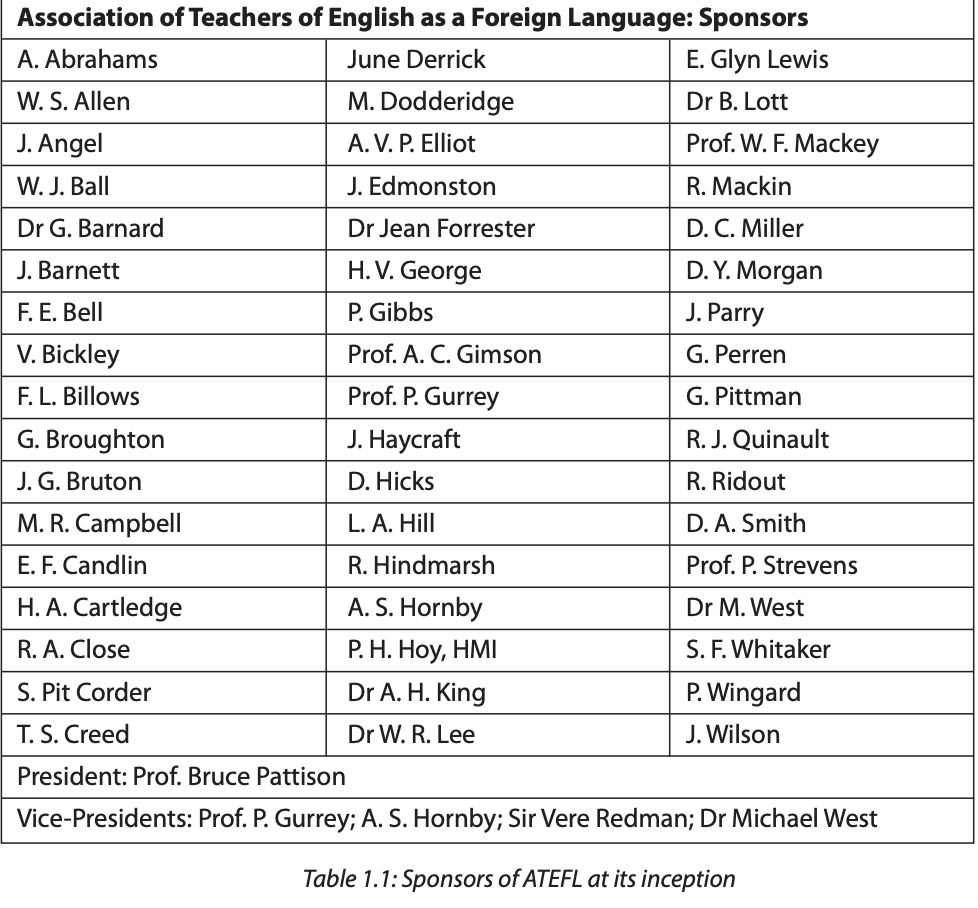 Association of Teachers of English as a Foreign Language: Sponsors
A. Abrahams June Derrick E. Glyn Lewis
W. S. Allen M. Dodderidge Dr B. Lott
J. Angel A. V. P. Elliot Prof. W. F. Mackey
W. J. Ball J. Edmonston R. Mackin
Dr G. Barnard Dr Jean Forrester D. C. Miller
J. Barnett H. V. George D. Y. Morgan
F. E. Bell P. Gibbs J. Parry
V. Bickley Prof. A. C. Gimson G. Perren
F. L. Billows Prof. P. Gurrey G. Pittman
G. Broughton J. Haycraft R. J. Quinault
J. G. Bruton D. Hicks R. Ridout
M. R. Campbell L. A. Hill D. A. Smith
E. F. Candlin R. Hindmarsh Prof. P. Strevens
H. A. Cartledge A. S. Hornby Dr M. West
R. A. Close P. H. Hoy, HMI S. F. Whitaker
S. Pit Corder Dr A. H. King P. Wingard
T. S. Creed Dr W. R. Lee J. Wilson
President: Prof. Bruce Pattison
Vice-Presidents: Prof. P. Gurrey; A. S. Hornby; Sir Vere Redman; Dr Michael West
Table 1.1: Sponsors of ATEFL at its inception